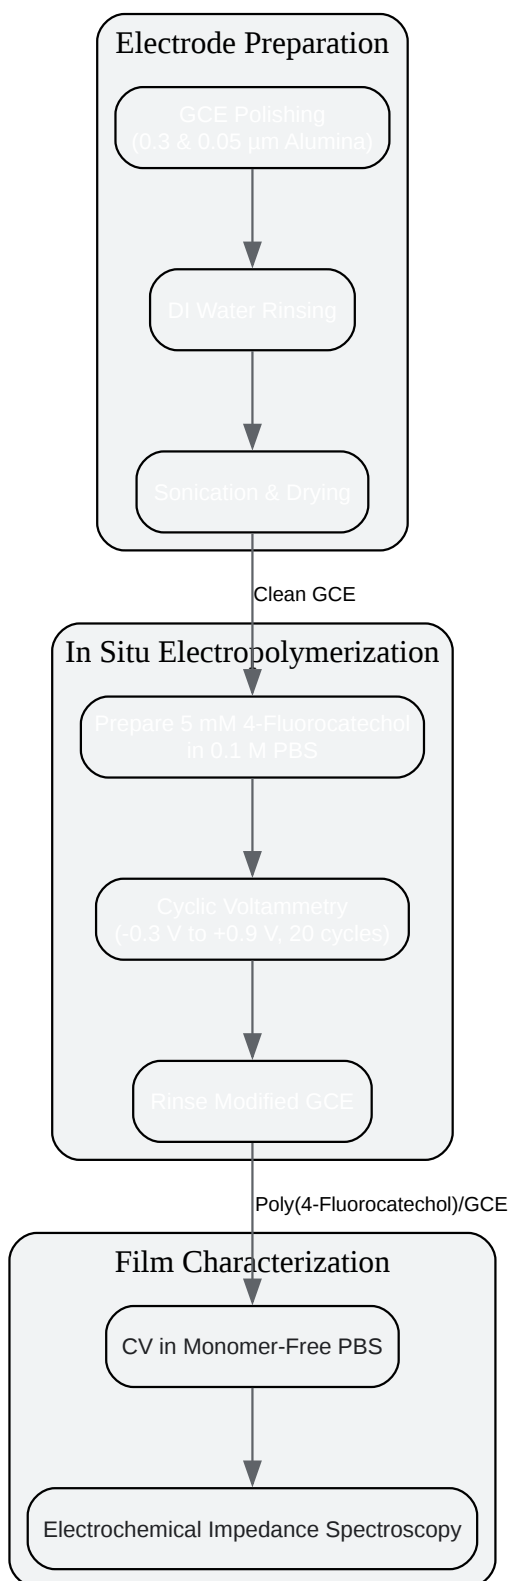 Electrode Preparation
GCE Polishing
(0.3 & 0.05 µm Alumina)
DI Water Rinsing
Sonication & Drying
Clean GCE
In Situ Electropolymerization
Prepare 5 mM 4-Fluorocatechol
in 0.1 M PBS
Cyclic Voltammetry
(-0.3 V to +0.9 V, 20 cycles)
Rinse Modified GCE
Poly(4-Fluorocatechol)/GCE
Film Characterization
CV in Monomer-Free PBS
Electrochemical Impedance Spectroscopy